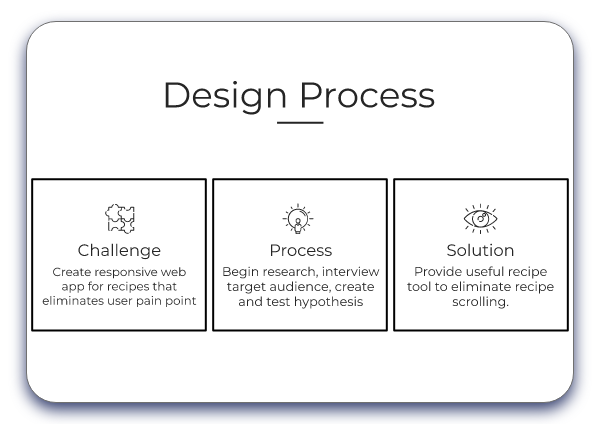 Design Process
Challenge
Create responsive web
app for recipes that
eliminates user pain point
Process
Begin research, interview
target audience, create
and test hypothesis
Solution
Provide useful recipe
tool to eliminate recipe
scrolling.